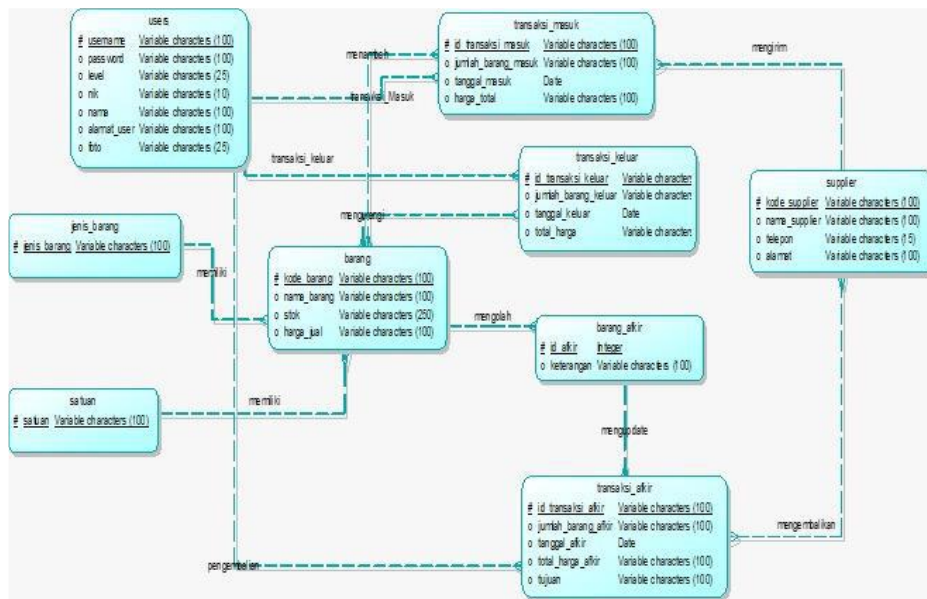 users
# username Variable characters (100)
o password Variable characters (100)
o level Variable characters (25)
o nik Variable characters (10)
o nama Variable characters (100)
o alamat_user Variable characters (100)
o foto Variable characters (25)
transaksi_masuk
# id_transaksi_masuk Variable characters (100)
o jumlah_barang_masuk Variable characters (100)
o tanggal_masuk Date
o harga_total Variable characters (100)
menambah
transaksi_Masuk
mengirim
transaksi_keluar
transaksi_keluar
# id_transaksi_keluar Variable characters
o jumlah_barang_keluar Variable characters
o tanggal_keluar Date
o total_harga Variable characters
mengurangi
supplier
# kode_supplier Variable characters (100)
o nama_supplier Variable characters (100)
o telepon Variable characters (15)
o alamat Variable characters (100)
jenis_barang
# jenis_barang Variable characters (100)
memiliki
barang
# kode_barang Variable characters (100)
o nama_barang Variable characters (100)
o stok Variable characters (250)
o harga_jual Variable characters (100)
mengolah
barang_afkir
# id_afkir Integer
o keterangan Variable characters (100)
satuan
# satuan Variable characters (100)
memiliki
mengupdate
transaksi_afkir
# id_transaksi_afkir Variable characters (100)
o jumlah_barang_afkir Variable characters (100)
o tanggal_afkir Date
o total_harga_afkir Variable characters (100)
o tujuan Variable characters (100)
mengembalikan
pengembalian